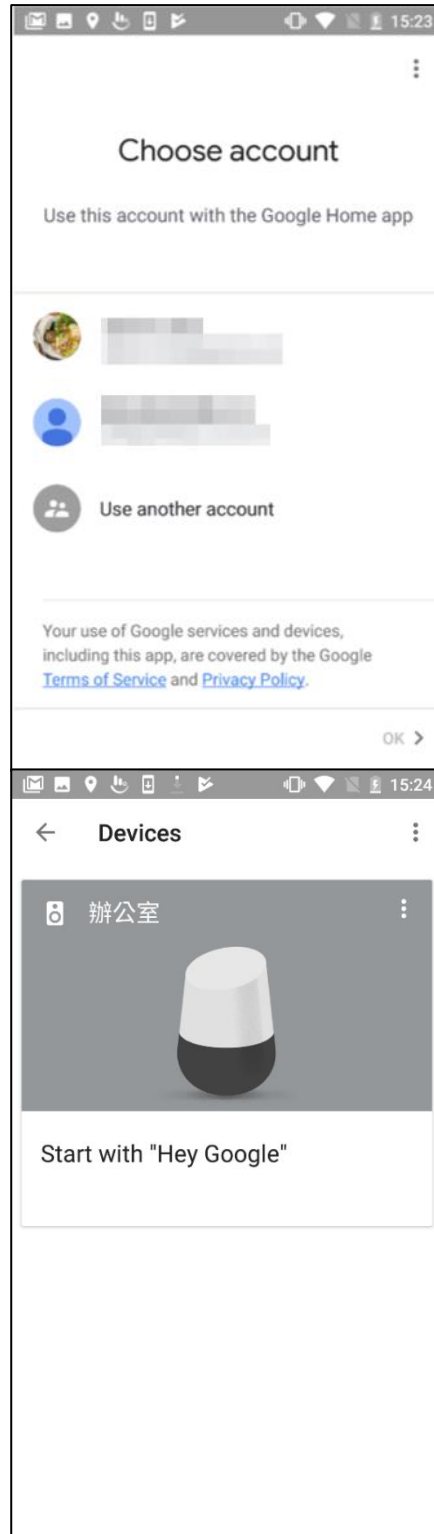 15:23
Choose account
Use this account with the Google Home app
Use another account
Your use of Google services and devices,
including this app, are covered by the Google
Terms of Service and Privacy Policy.
OK
15:24
Devices
辦公室
Start with "Hey Google"